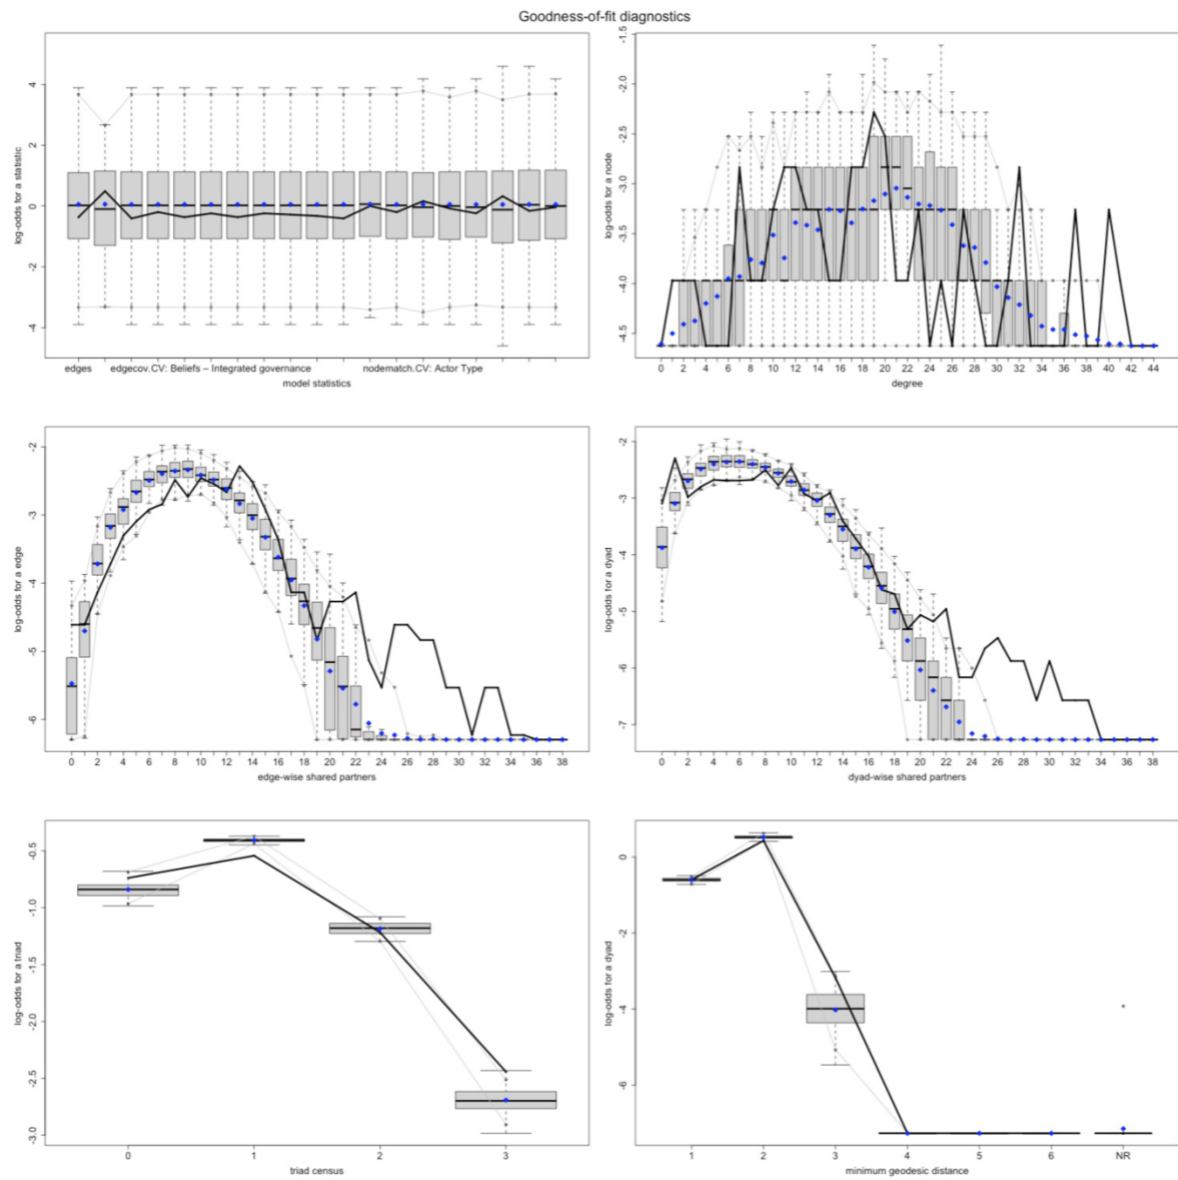 Goodness-of-fit diagnostics
log-odds for a statistic
4
2
0
-2
-4
edges edgecov.CV: Beliefs – Integrated governance nodematch.CV: Actor Type
model statistics
log-odds for a node
-1.5
-2.0
-2.5
-3.0
-3.5
-4.0
-4.5
0 2 4 6 8 10 12 14 16 18 20 22 24 26 28 30 32 34 36 38 40 42 44
degree
log-odds for a edge
-2
-3
-4
-5
-6
0 2 4 6 8 10 12 14 16 18 20 22 24 26 28 30 32 34 36 38
edge-wise shared partners
log-odds for a dyad
-2
-3
-4
-5
-6
-7
0 2 4 6 8 10 12 14 16 18 20 22 24 26 28 30 32 34 36 38
dyad-wise shared partners
log-odds for a triad
-0.5
-1.0
-1.5
-2.0
-2.5
-3.0
0 1 2 3
triad census
log-odds for a dyad
0
-2
-4
-6
1 2 3 4 5 6 NR
minimum geodesic distance